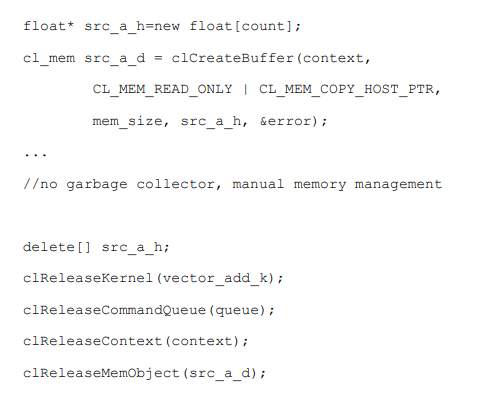 float* src_a_h=new float[count];
cl_mem src_a_d = clCreateBuffer(context,
CL_MEM_READ_ONLY | CL_MEM_COPY_HOST_PTR,
mem_size, src_a_h, &error);
...
//no garbage collector, manual memory management
delete[] src_a_h;
clReleaseKernel(vector_add_k);
clReleaseCommandQueue(queue);
clReleaseContext(context);
clReleaseMemObject(src_a_d);